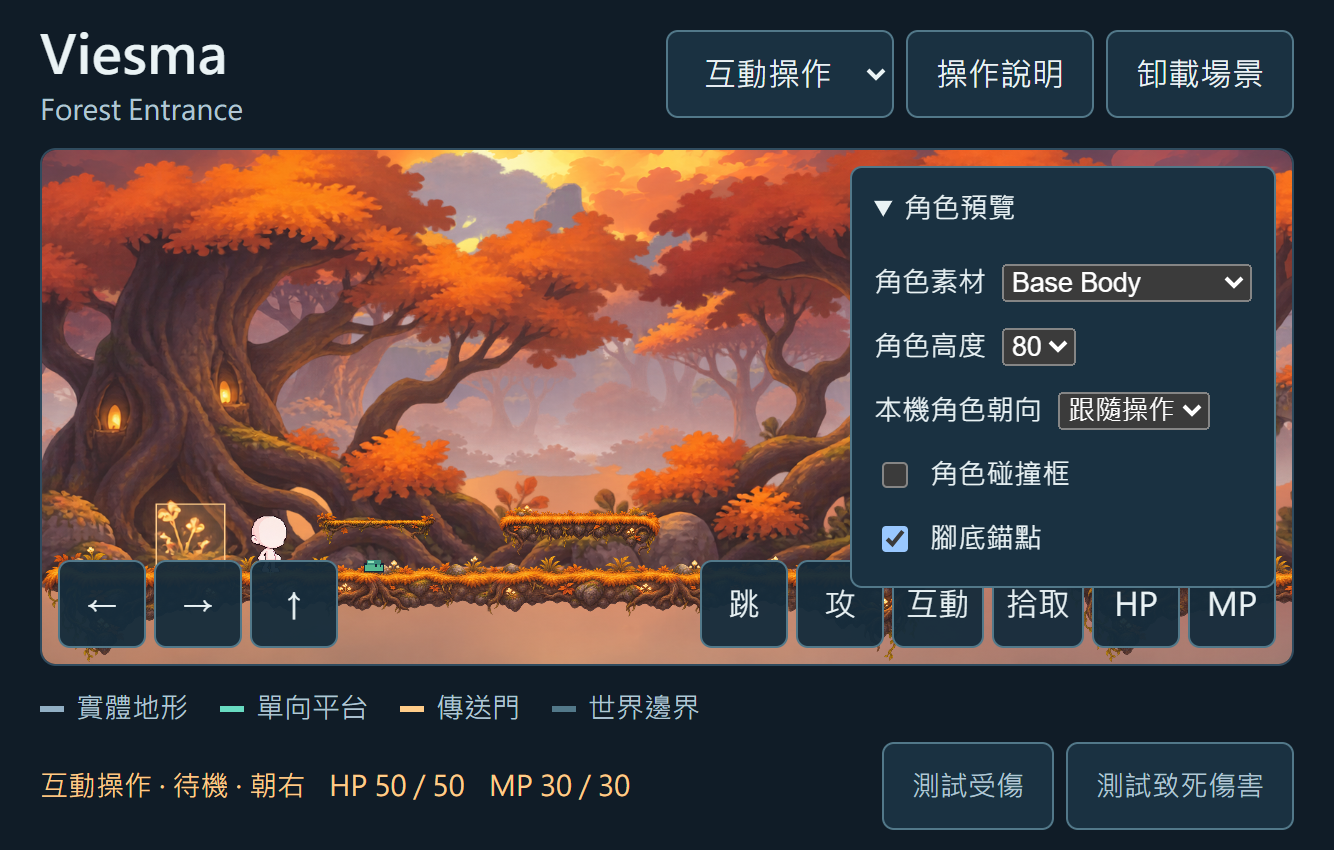 Viesma
Forest Entrance
互動操作
操作說明
卸載場景
▼ 角色預覽
角色素材 Base Body
角色高度 80
本機角色朝向 跟隨操作
角色碰撞框
腳底錨點
← → ↑ 跳 攻 互動 拾取 HP MP
實體地形 單向平台 傳送門 世界邊界
互動操作 · 待機 · 朝右 HP 50 / 50 MP 30 / 30
測試受傷
測試致死傷害